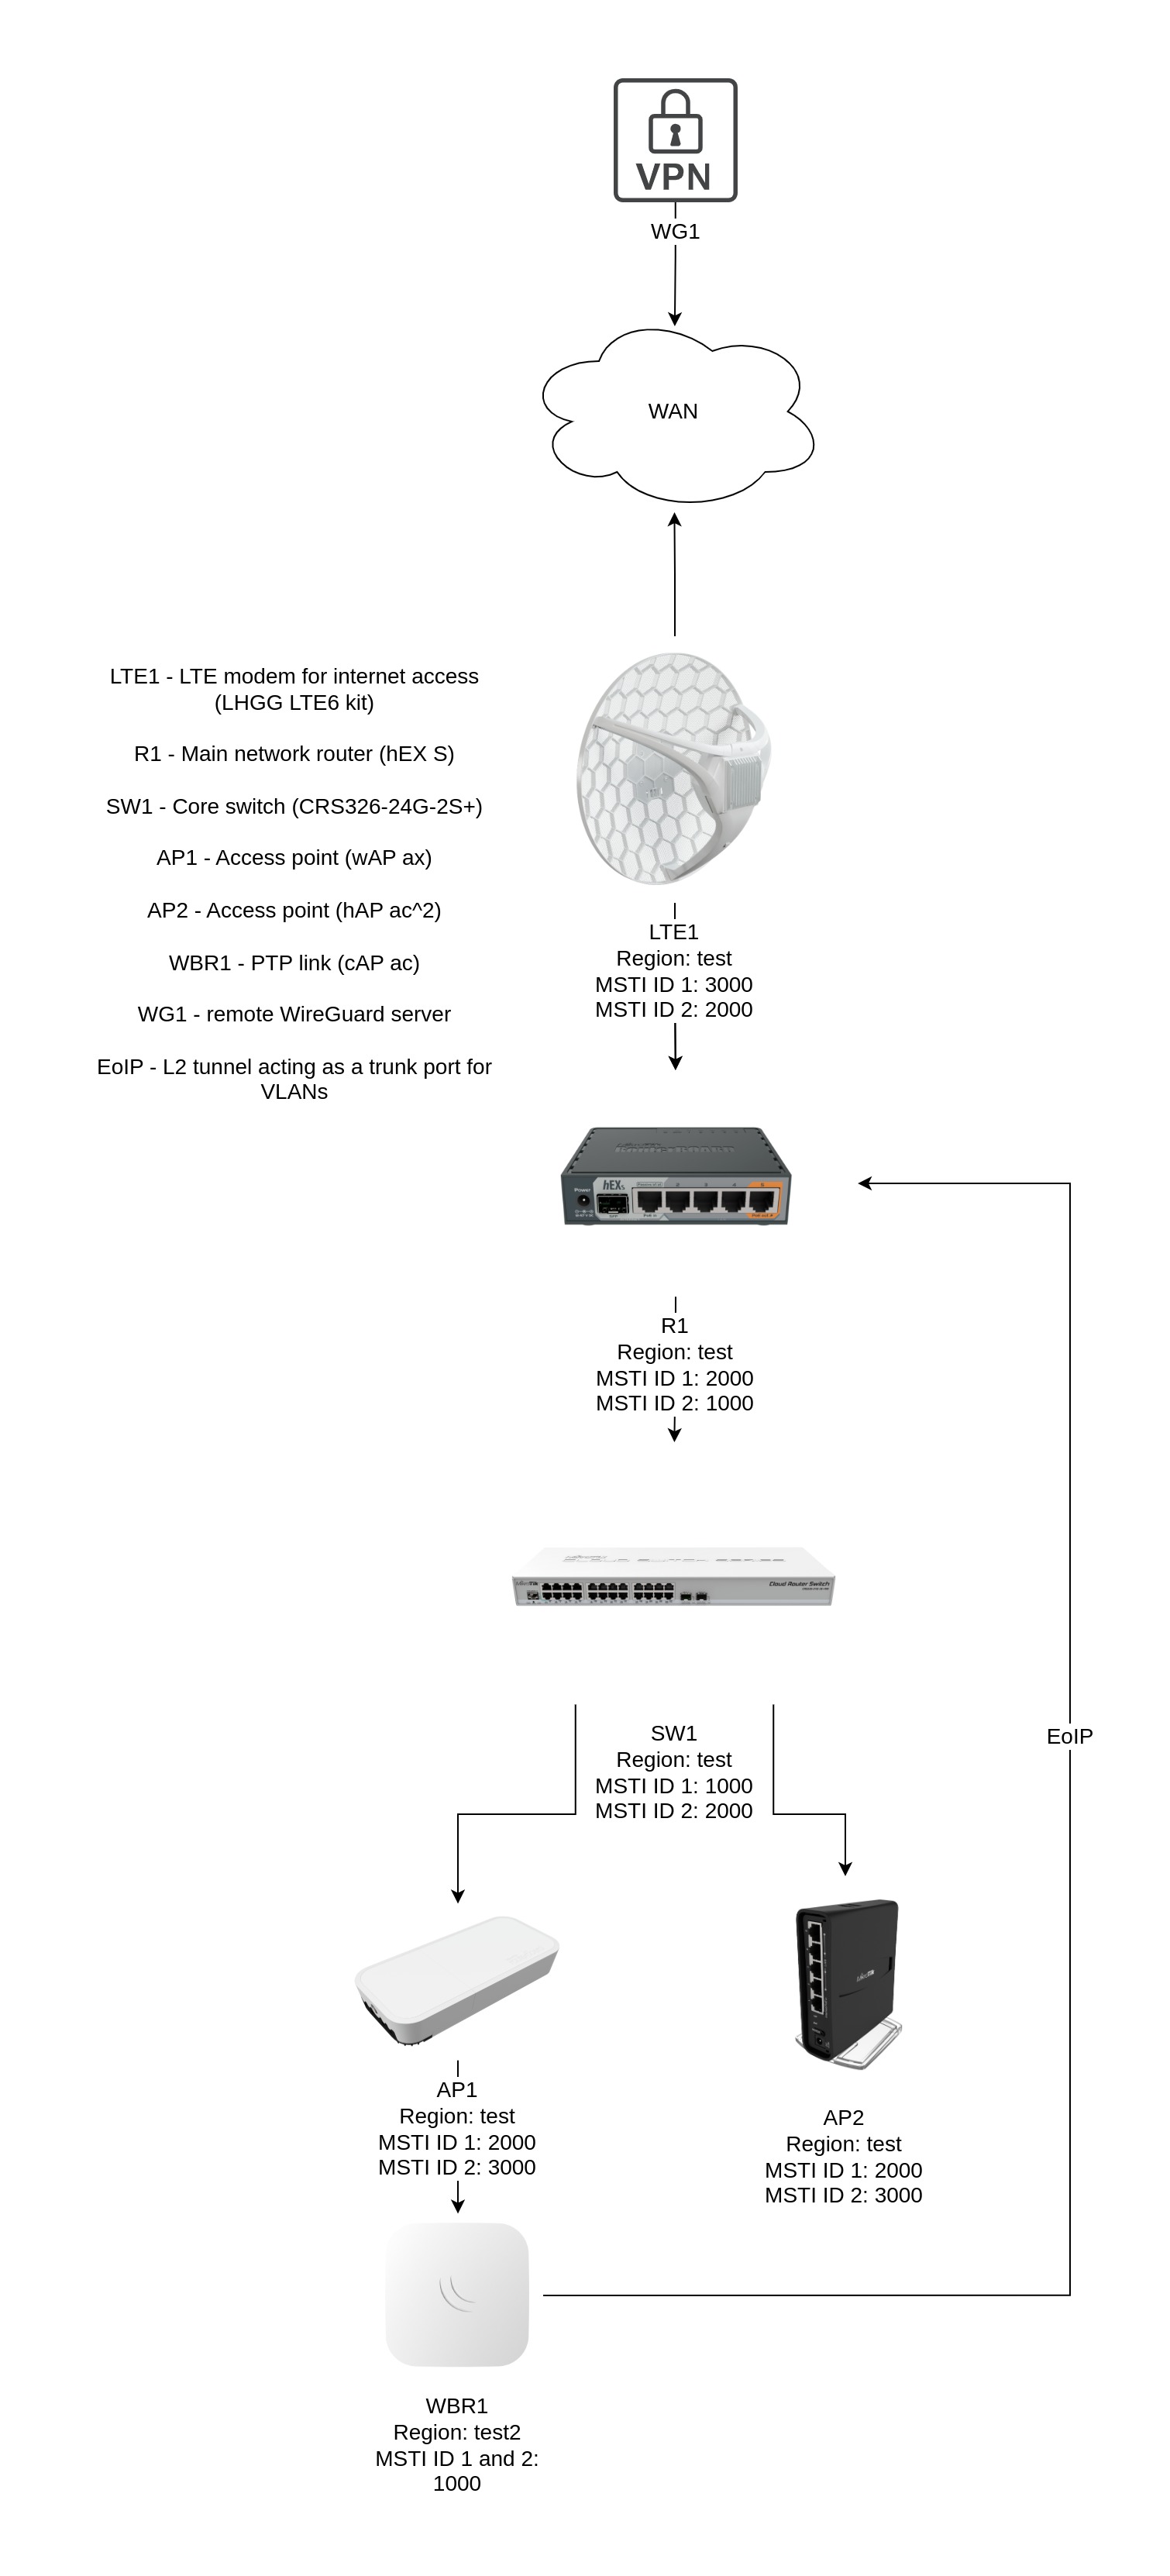 VPN
WG1
WAN
LTE1 - LTE modem for internet access
(LHGG LTE6 kit)
R1 - Main network router (hEX S)
SW1 - Core switch (CRS326-24G-2S+)
AP1 - Access point (wAP ax)
AP2 - Access point (hAP ac^2)
WBR1 - PTP link (cAP ac)
WG1 - remote WireGuard server
EoIP - L2 tunnel acting as a trunk port for
VLANs
LTE1
Region: test
MSTI ID 1: 3000
MSTI ID 2: 2000
hEX S
Power
2
3
4
5
R1
Region: test
MSTI ID 1: 2000
MSTI ID 2: 1000
Cloud Router Switch
EoIP
SW1
Region: test
MSTI ID 1: 1000
MSTI ID 2: 2000
AP1
Region: test
MSTI ID 1: 2000
MSTI ID 2: 3000
AP2
Region: test
MSTI ID 1: 2000
MSTI ID 2: 3000
WBR1
Region: test2
MSTI ID 1 and 2:
1000